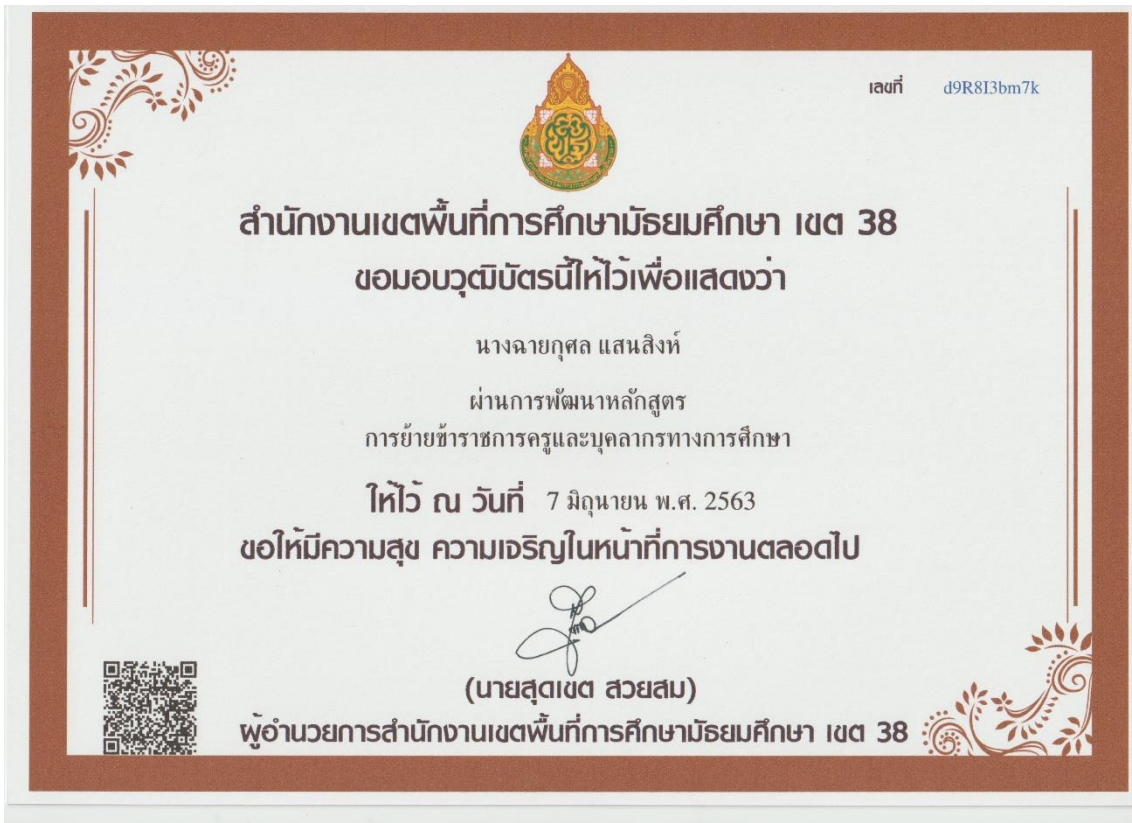 เลขที่ d9R8I3bm7k
สำนักงานเขตพื้นที่การศึกษามัธยมศึกษา เขต 38
ขอมอบวุฒิบัตรนี้ให้ไว้เพื่อแสดงว่า
นางฉายกุศล แสนสิงห์
ผ่านการพัฒนาหลักสูตร
การย้ายข้าราชการครูและบุคลากรทางการศึกษา
ให้ไว้ ณ วันที่ 7 มิถุนายน พ.ศ. 2563
ขอให้มีความสุข ความเจริญในหน้าที่การงานตลอดไป
(นายสุดเขต สวยสม)
ผู้อำนวยการสำนักงานเขตพื้นที่การศึกษามัธยมศึกษา เขต 38